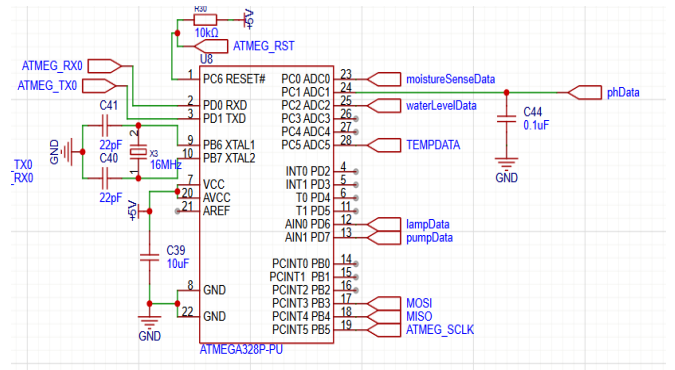 R30
10kΩ
+5V
ATMEG_RST
U8
ATMEG_RX0
ATMEG_TX0
1 PC6 RESET#
2 PD0 RXD
3 PD1 TXD
9 PB6 XTAL1
10 PB7 XTAL2
7 VCC
20 AVCC
21 AREF
8 GND
22 GND
PC0 ADC0 23 moistureSenseData
PC1 ADC1 24 phData
PC2 ADC2 25 waterLevelData
PC3 ADC3 26
PC4 ADC4 27
PC5 ADC5 28 TEMPDATA
INT0 PD2 4
INT1 PD3 5
T0 PD4 6
T1 PD5 11
AIN0 PD6 12 lampData
AIN1 PD7 13 pumpData
PCINT0 PB0 14
PCINT1 PB1 15
PCINT2 PB2 16
PCINT3 PB3 17 MOSI
PCINT4 PB4 18 MISO
PCINT5 PB5 19 ATMEG_SCLK
ATMEGA328P-PU
C41
22pF
GND
2
X3
16MHz
1
C40
22pF
_TX0
_RX0
+5V
C39
10uF
GND
C44
0.1uF
GND